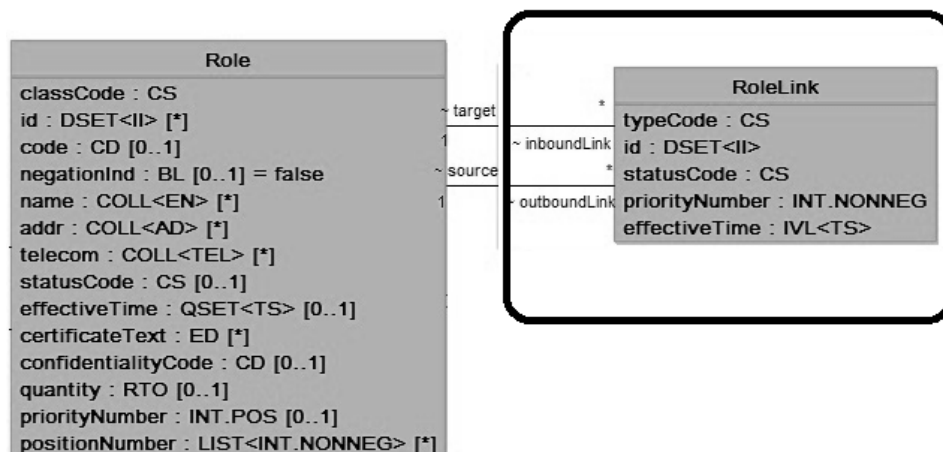 Role
classCode : CS
id : DSET<II> [*]
code : CD [0..1]
negationInd : BL [0..1] = false
name : COLL<EN> [*]
addr : COLL<AD> [*]
telecom : COLL<TEL> [*]
statusCode : CS [0..1]
effectiveTime : QSET<TS> [0..1]
certificateText : ED [*]
confidentialityCode : CD [0..1]
quantity : RTO [0..1]
priorityNumber : INT.POS [0..1]
positionNumber : LIST<INT.NONNEG> [*]
~ target
*
1
~ inboundLink
~ source
*
1
~ outboundLink
RoleLink
typeCode : CS
id : DSET<II>
statusCode : CS
priorityNumber : INT.NONNEG
effectiveTime : IVL<TS>